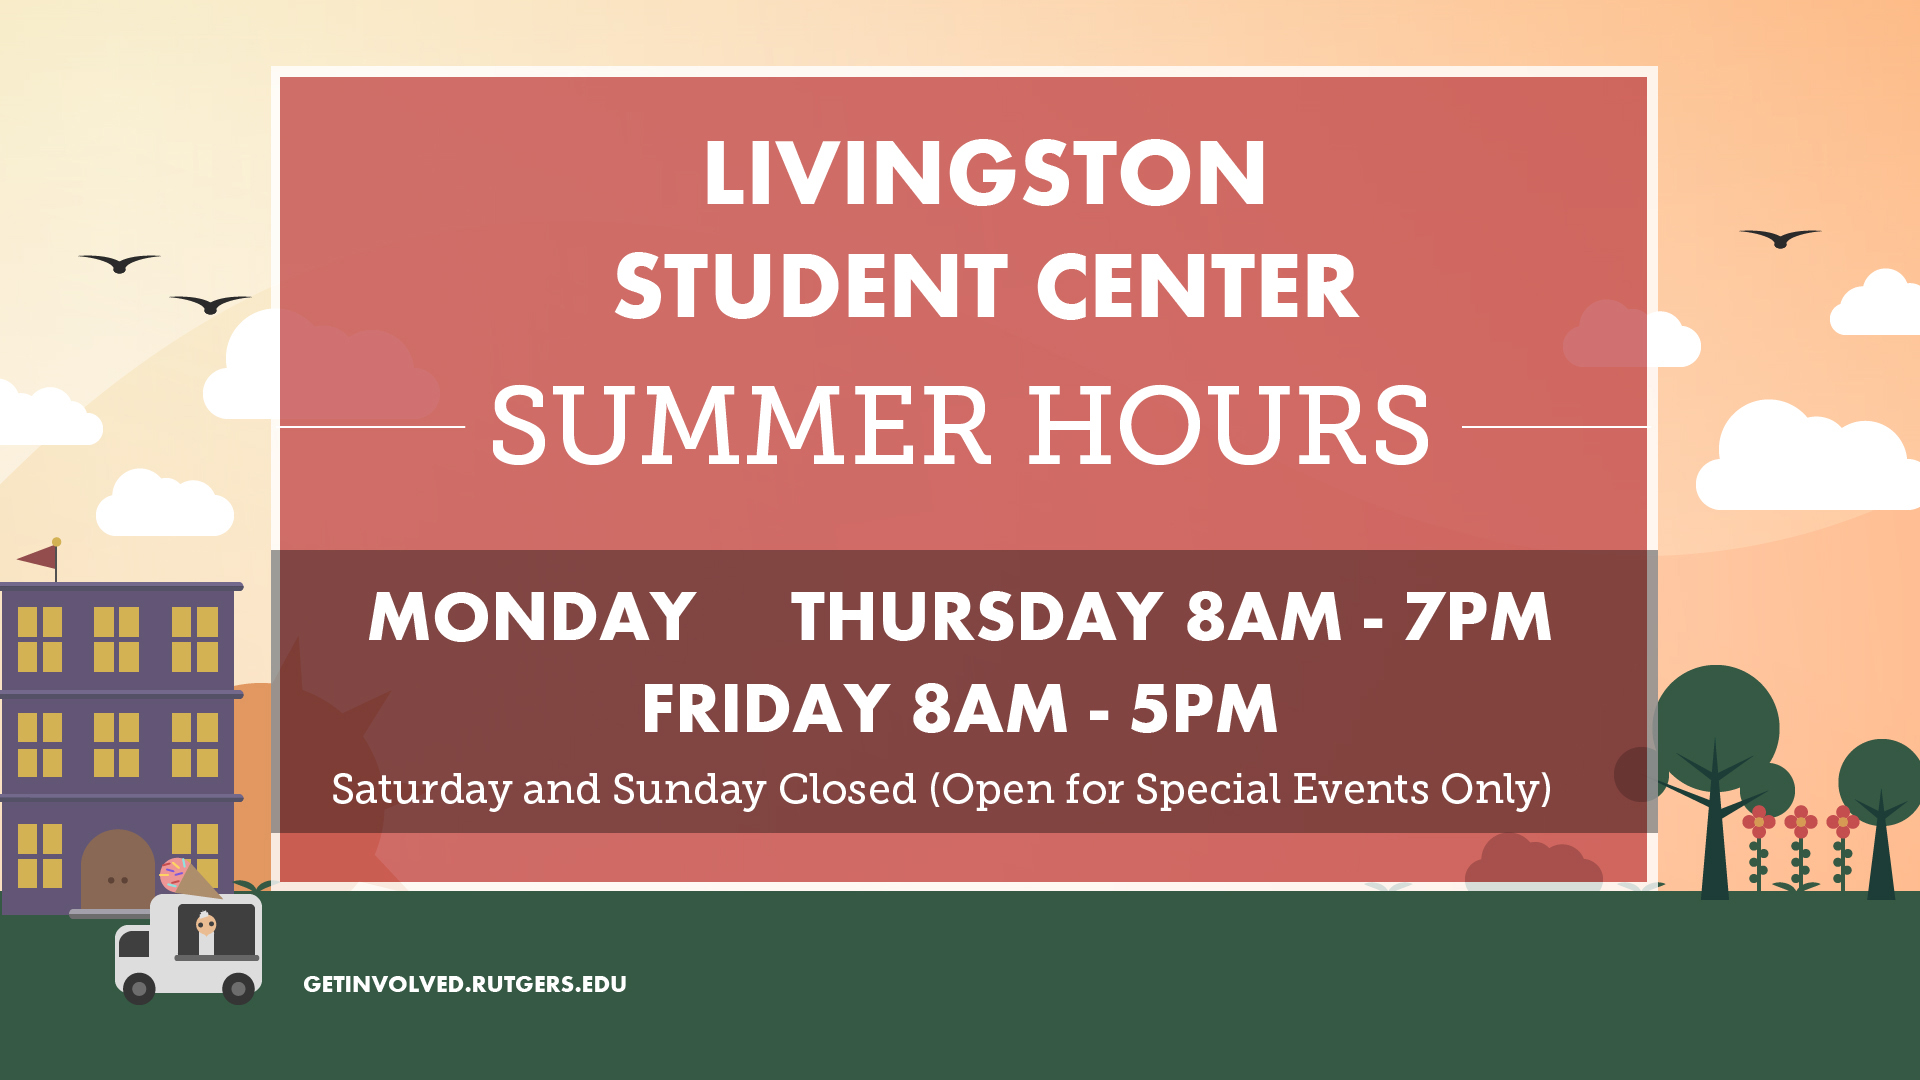 LIVINGSTON
STUDENT CENTER
SUMMER HOURS
MONDAY THURSDAY 8AM - 7PM
FRIDAY 8AM - 5PM
Saturday and Sunday Closed (Open for Special Events Only)
GETINVOLVED.RUTGERS.EDU